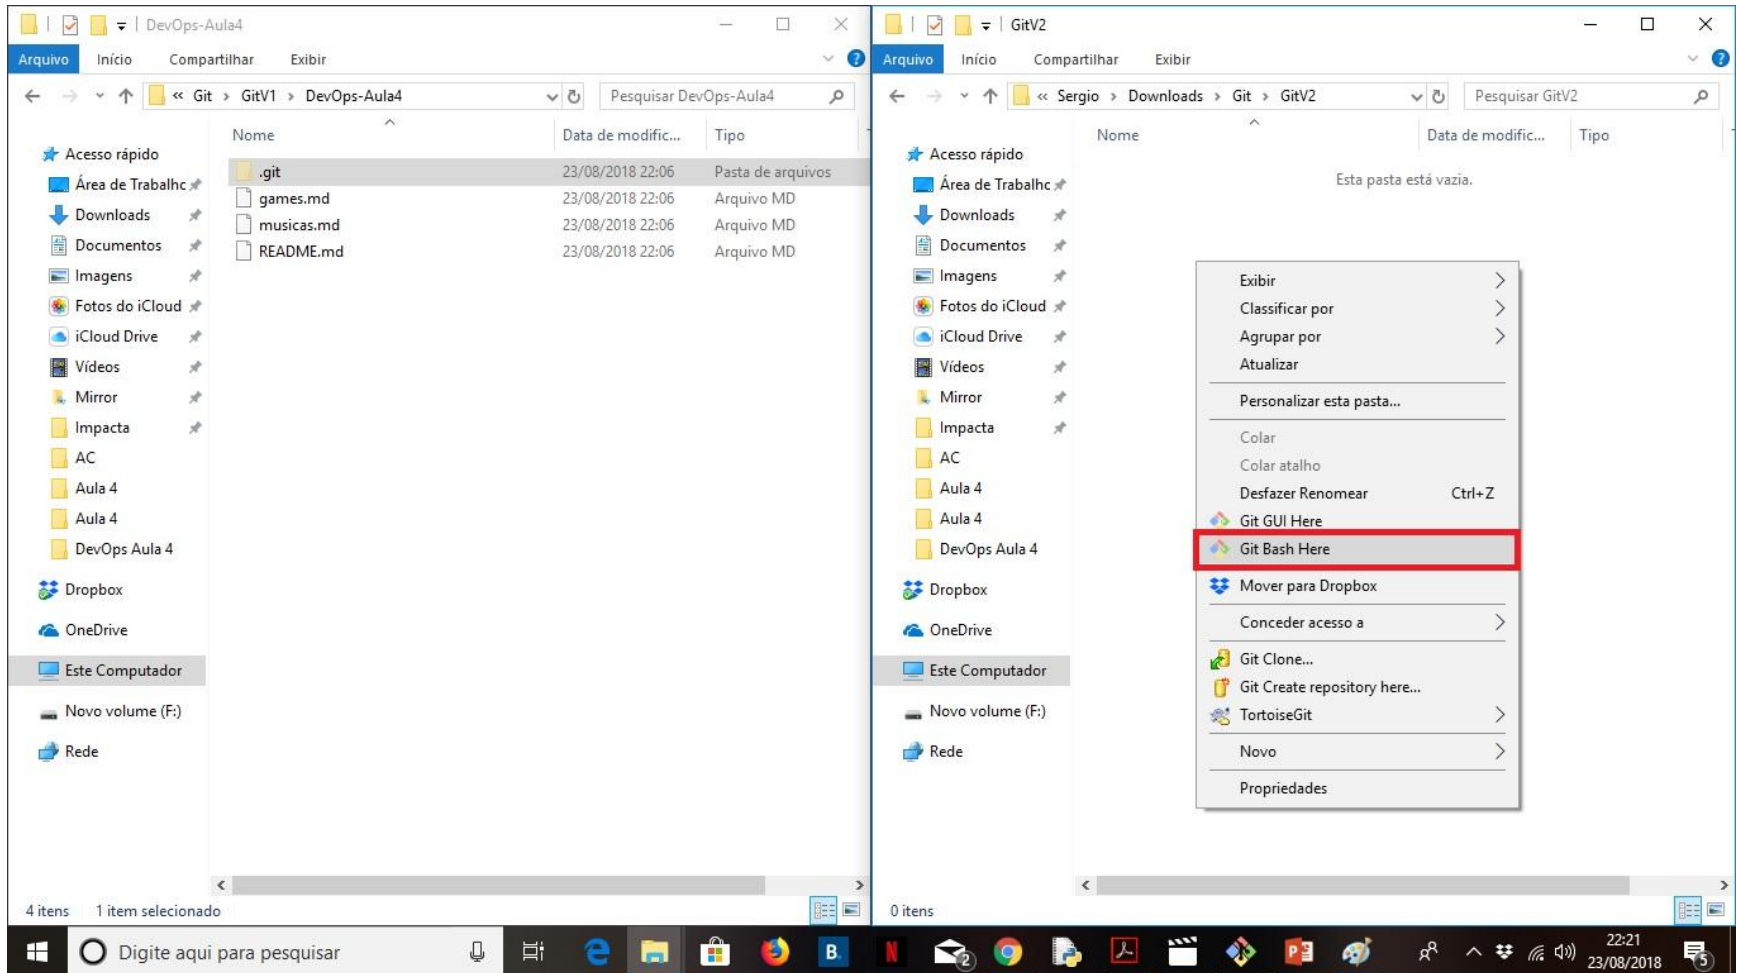 DevOps-Aula4
Arquivo Início Compartilhar Exibir
« Git > GitV1 > DevOps-Aula4 Pesquisar DevOps-Aula4
Nome Data de modific... Tipo
Acesso rápido
Área de Trabalho
Downloads
Documentos
Imagens
Fotos do iCloud
iCloud Drive
Vídeos
Mirror
Impacta
AC
Aula 4
Aula 4
DevOps Aula 4
Dropbox
OneDrive
Este Computador
Novo volume (F:)
Rede
.git 23/08/2018 22:06 Pasta de arquivos
games.md 23/08/2018 22:06 Arquivo MD
musicas.md 23/08/2018 22:06 Arquivo MD
README.md 23/08/2018 22:06 Arquivo MD
4 itens 1 item selecionado
GitV2
Arquivo Início Compartilhar Exibir
« Sergio > Downloads > Git > GitV2 Pesquisar GitV2
Nome Data de modific... Tipo
Esta pasta está vazia.
Acesso rápido
Área de Trabalho
Downloads
Documentos
Imagens
Fotos do iCloud
iCloud Drive
Vídeos
Mirror
Impacta
AC
Aula 4
Aula 4
DevOps Aula 4
Dropbox
OneDrive
Este Computador
Novo volume (F:)
Rede
Exibir
Classificar por
Agrupar por
Atualizar
Personalizar esta pasta...
Colar
Colar atalho
Desfazer Renomear Ctrl+Z
Git GUI Here
Git Bash Here
Mover para Dropbox
Conceder acesso a
Git Clone...
Git Create repository here...
TortoiseGit
Novo
Propriedades
0 itens
Digite aqui para pesquisar
B.
N
2
22:21
23/08/2018
5